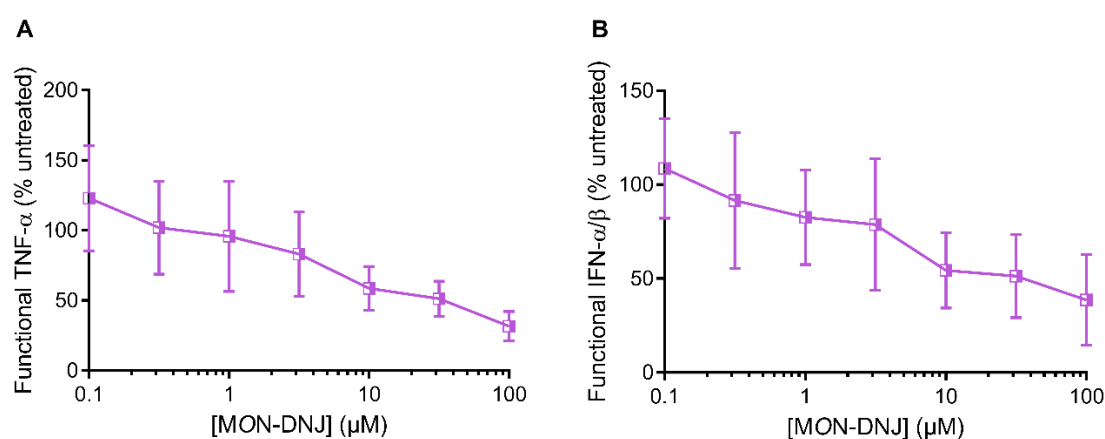 A
Functional TNF-α (% untreated)
200
150
100
50
0
0.1
1
10
100
[MON-DNJ] (µM)
B
Functional IFN-α/β (% untreated)
150
100
50
0
0.1
1
10
100
[MON-DNJ] (µM)